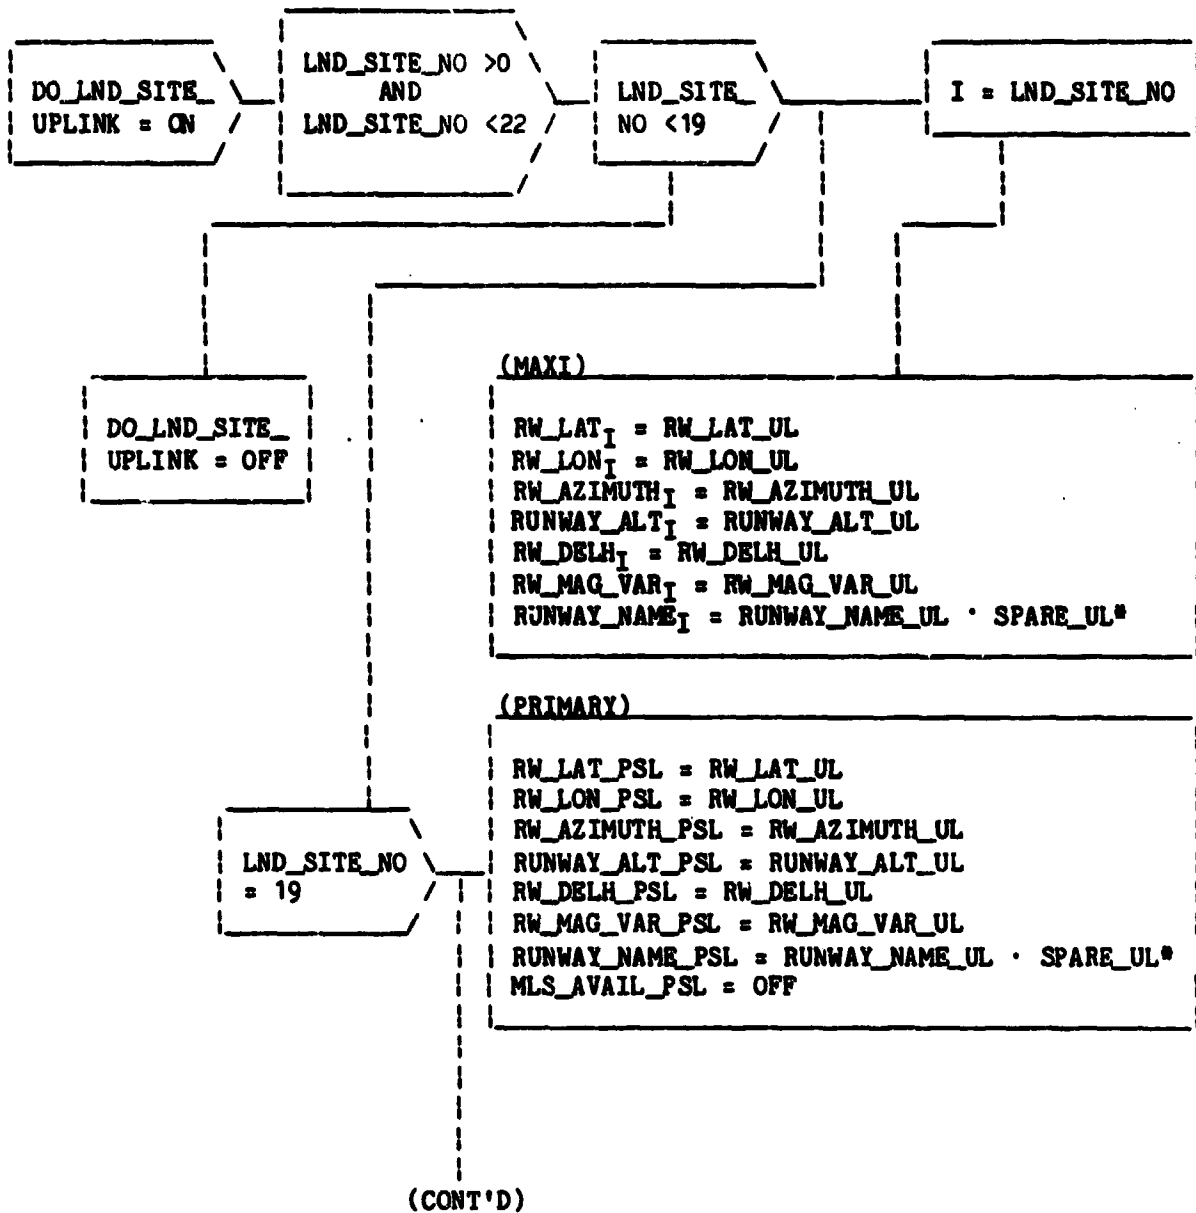 DO_LND_SITE_
UPLINK = ON
LND_SITE_NO >0
AND
LND_SITE_NO <22
LND_SITE_
NO <19
I = LND_SITE_NO
DO_LND_SITE_
UPLINK = OFF
(MAXI)
RW_LAT_I = RW_LAT_UL
RW_LON_I = RW_LON_UL
RW_AZIMUTH_I = RW_AZIMUTH_UL
RUNWAY_ALT_I = RUNWAY_ALT_UL
RW_DELH_I = RW_DELH_UL
RW_MAG_VAR_I = RW_MAG_VAR_UL
RUNWAY_NAME_I = RUNWAY_NAME_UL · SPARE_UL*
(PRIMARY)
RW_LAT_PSL = RW_LAT_UL
RW_LON_PSL = RW_LON_UL
RW_AZIMUTH_PSL = RW_AZIMUTH_UL
RUNWAY_ALT_PSL = RUNWAY_ALT_UL
RW_DELH_PSL = RW_DELH_UL
RW_MAG_VAR_PSL = RW_MAG_VAR_UL
RUNWAY_NAME_PSL = RUNWAY_NAME_UL · SPARE_UL*
MLS_AVAIL_PSL = OFF
LND_SITE_NO
= 19
(CONT'D)